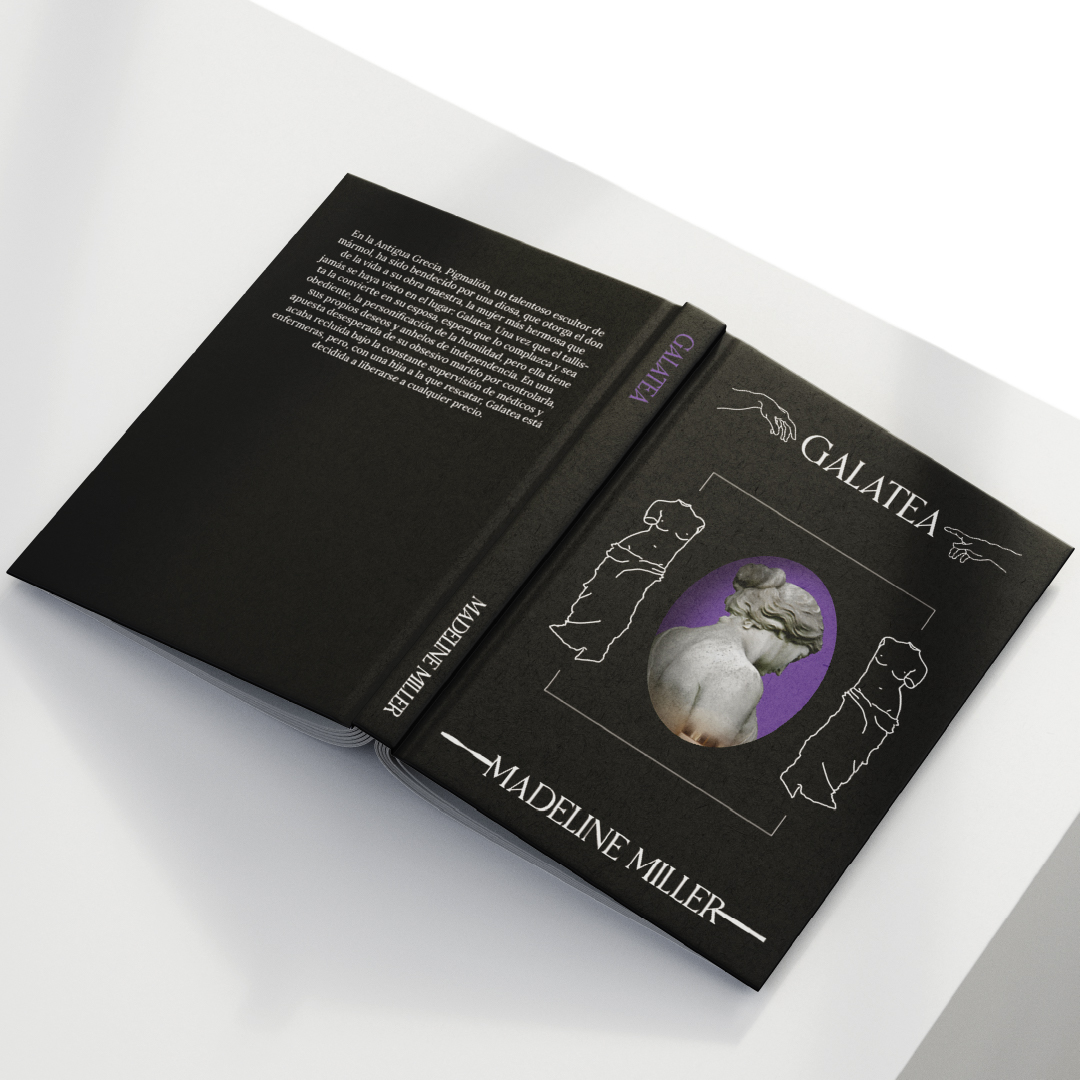 En la Antigua Grecia, Pigmalión, un talentoso escultor de
mármol, ha sido bendecido por una diosa, que otorga el don
de la vida a su obra maestra, la mujer más hermosa que
jamás se haya visto en el lugar: Galatea. Una vez que el tallis-
ta la convierte en su esposa, espera que lo complazca y sea
obediente, la personificación de la humildad, pero ella tiene
sus propios deseos y anhelos de independencia. En una
apuesta desesperada de su obsesivo marido por controlarla,
acaba recluida bajo la constante supervisión de médicos y
enfermeras, pero, con una hija a la que rescatar, Galatea está
decidida a liberarse a cualquier precio.
GALATEA
MADELINE MILLER
GALATEA
MADELINE MILLER